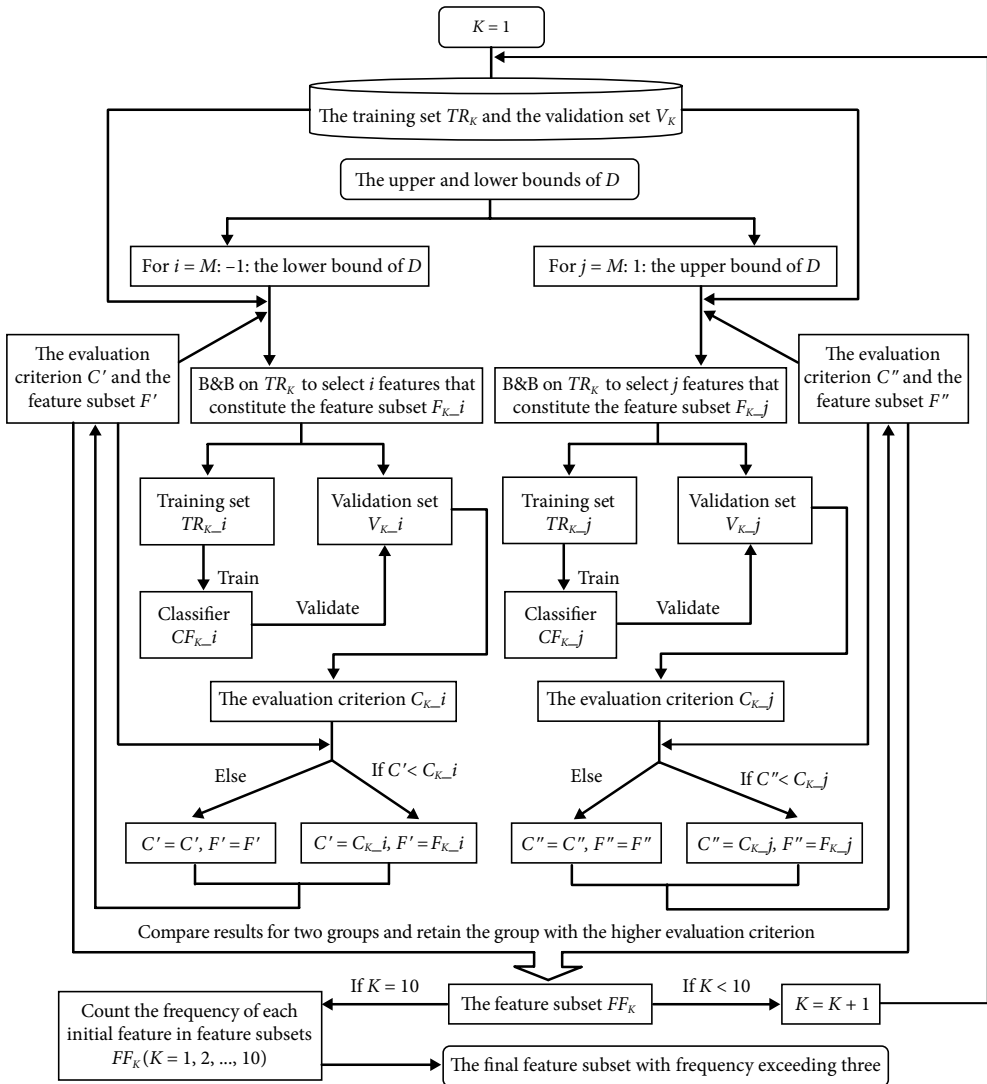 K = 1
The training set TR_K and the validation set V_K
The upper and lower bounds of D
For i = M: –1: the lower bound of D
For j = M: 1: the upper bound of D
The evaluation
criterion C′ and the
feature subset F′
B&B on TR_K to select i features that
constitute the feature subset F_K_i
B&B on TR_K to select j features that
constitute the feature subset F_K_j
The evaluation
criterion C″ and the
feature subset F″
Training set
TR_K_i
Validation set
V_K_i
Training set
TR_K_j
Validation set
V_K_j
Train
Train
Classifier
CF_K_i
Validate
Classifier
CF_K_j
Validate
The evaluation criterion C_K_i
The evaluation criterion C_K_j
Else
If C′ < C_K_i
Else
If C″ < C_K_j
C′ = C′, F′ = F′
C′ = C_K_i, F′ = F_K_i
C″ = C″, F″ = F″
C″ = C_K_j, F″ = F_K_j
Compare results for two groups and retain the group with the higher evaluation criterion
If K = 10
The feature subset FF_K
If K < 10
K = K + 1
Count the frequency of each
initial feature in feature subsets
FF_K (K = 1, 2, ..., 10)
The final feature subset with frequency exceeding three